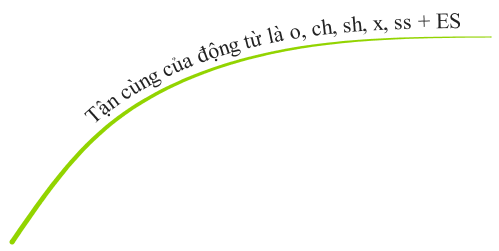 Tận cùng của động từ là o, ch, sh, x, ss + ES